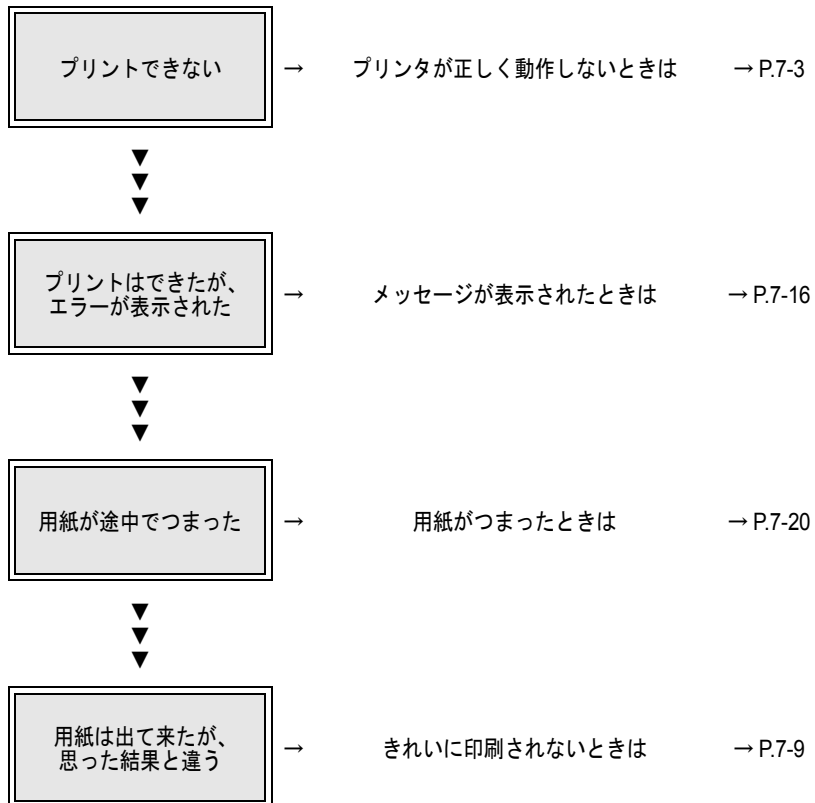 プリントできない → プリンタが正しく動作しないときは → P.7-3
▼
▼
▼
プリントはできたが、
エラーが表示された → メッセージが表示されたときは → P.7-16
▼
▼
▼
用紙が途中でつまった → 用紙がつまったときは → P.7-20
▼
▼
▼
用紙は出て来たが、
思った結果と違う → きれいに印刷されないときは → P.7-9